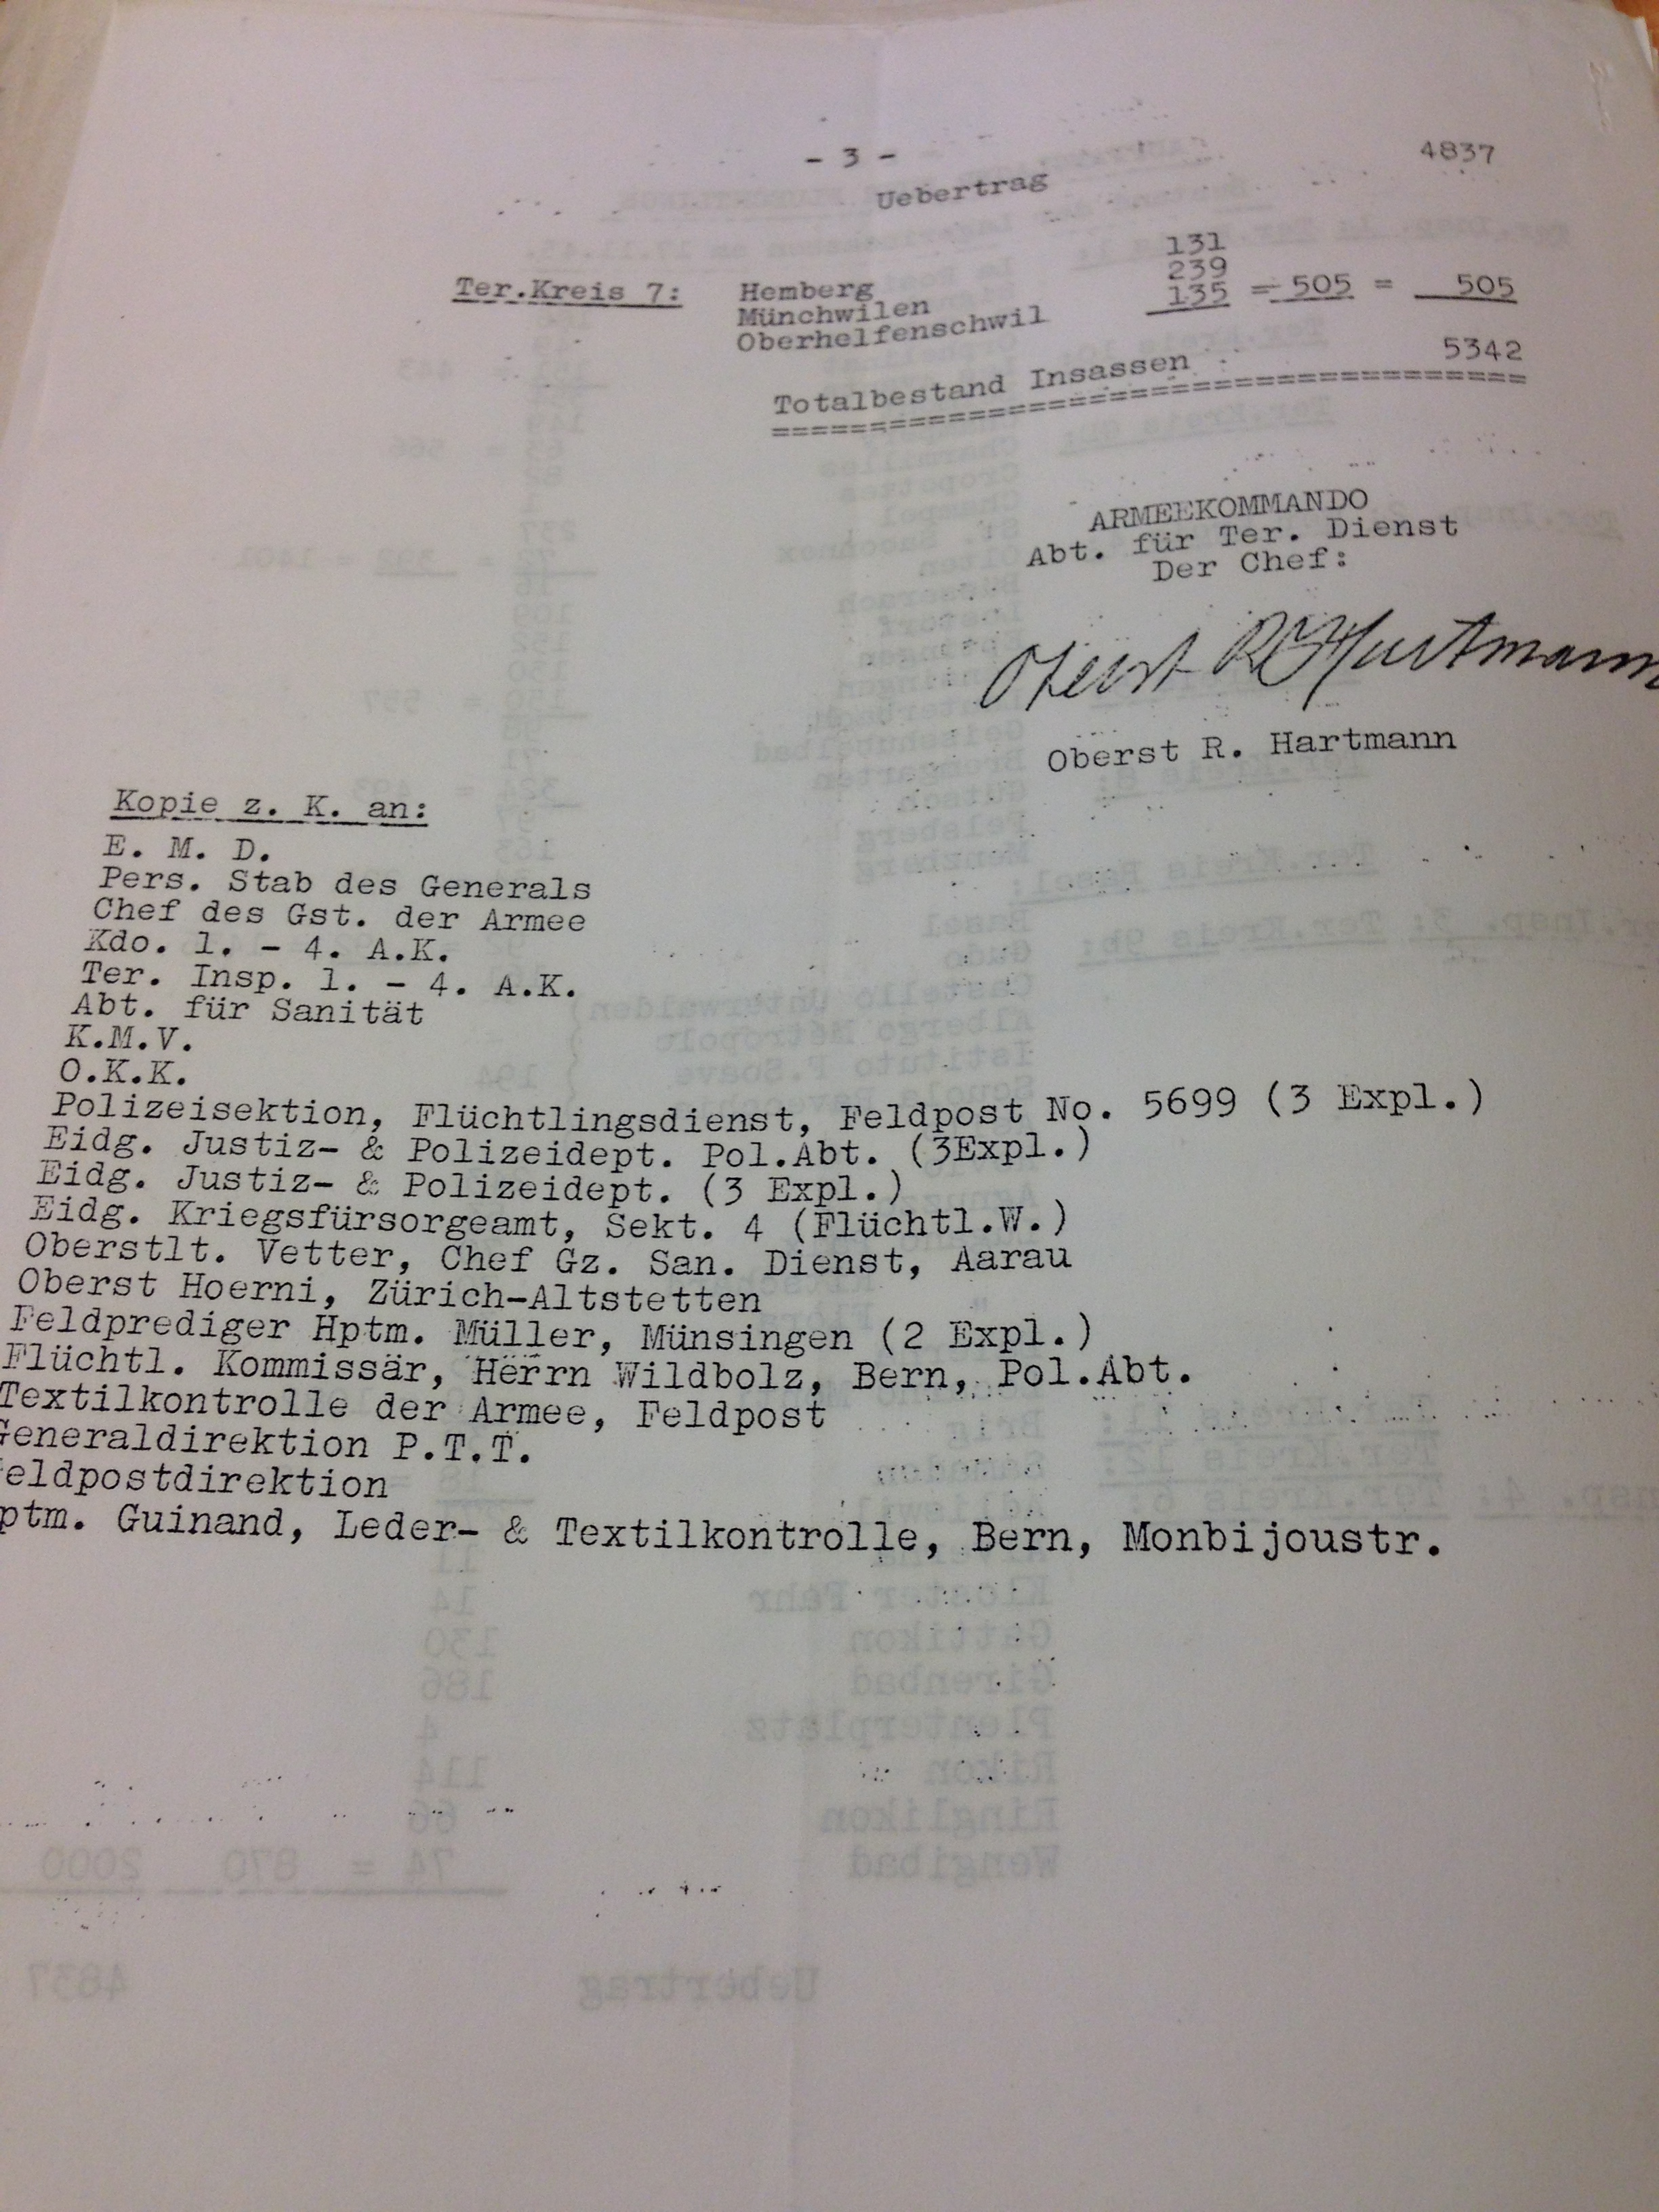 - 3 -
Uebertrag 4837
Ter.Kreis 7: Hemberg 131
Münchwilen 239
Oberhelfenschwil 135 = 505 = 505
Totalbestand Insassen 5342
==================================================
ARMEEKOMMANDO
Abt. für Ter. Dienst
Der Chef:
Oberst R Hartmann
Oberst R. Hartmann
Kopie z. K. an:
E. M. D.
Pers. Stab des Generals
Chef des Gst. der Armee
Kdo. 1. - 4. A.K.
Ter. Insp. 1. - 4. A.K.
Abt. für Sanität
K.M.V.
O.K.K.
Polizeisektion, Flüchtlingsdienst, Feldpost No. 5699 (3 Expl.)
Eidg. Justiz- & Polizeidept. Pol.Abt. (3Expl.)
Eidg. Justiz- & Polizeidept. (3 Expl.)
Eidg. Kriegsfürsorgeamt, Sekt. 4 (Flüchtl.W.)
Oberstlt. Vetter, Chef Gz. San. Dienst, Aarau
Oberst Hoerni, Zürich-Altstetten
Feldprediger Hptm. Müller, Münsingen (2 Expl.)
Flüchtl. Kommissär, Herrn Wildbolz, Bern, Pol.Abt.
Textilkontrolle der Armee, Feldpost
Generaldirektion P.T.T.
eldpostdirektion
ptm. Guinand, Leder- & Textilkontrolle, Bern, Monbijoustr.